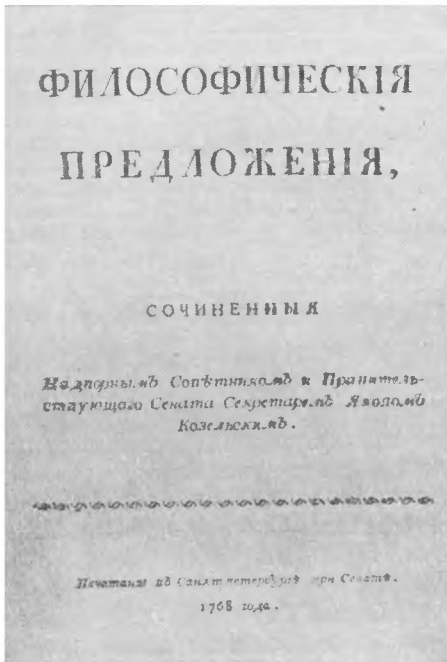 ФИЛОСОФИЧЕСКІЯ
ПРЕДЛОЖЕНІЯ,
СОЧИНЕННЫЯ
Надворнымъ Совѣтникомъ и Правитель-
ствующаго Сената Секретаремъ Яковомъ
Козельскимъ.
Печатаны въ Санктпетербургѣ при Сенатѣ.
1768 года.